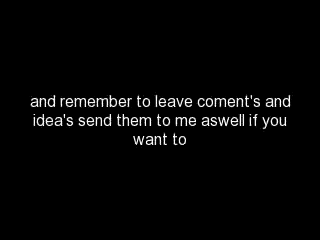 and remember to leave coment's and
idea's send them to me aswell if you
want to